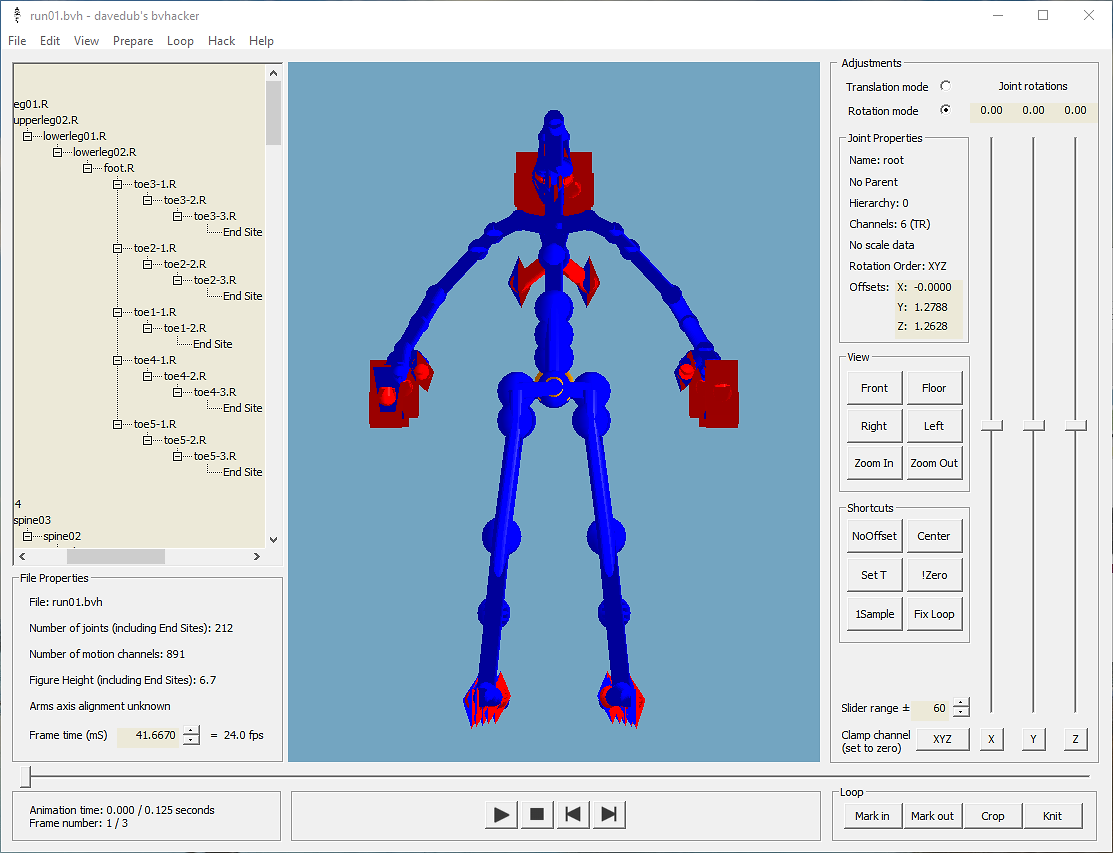 run01.bvh - davedub's bvhacker
File Edit View Prepare Loop Hack Help
eg01.R
upperleg02.R
lowerleg01.R
lowerleg02.R
foot.R
toe3-1.R
toe3-2.R
toe3-3.R
End Site
toe2-1.R
toe2-2.R
toe2-3.R
End Site
toe1-1.R
toe1-2.R
End Site
toe4-1.R
toe4-2.R
toe4-3.R
End Site
toe5-1.R
toe5-2.R
toe5-3.R
End Site
4
spine03
spine02
File Properties
File: run01.bvh
Number of joints (including End Sites): 212
Number of motion channels: 891
Figure Height (including End Sites): 6.7
Arms axis alignment unknown
Frame time (mS) 41.6670 = 24.0 fps
Animation time: 0.000 / 0.125 seconds
Frame number: 1 / 3
Adjustments
Translation mode
Rotation mode
Joint rotations
0.00 0.00 0.00
Joint Properties
Name: root
No Parent
Hierarchy: 0
Channels: 6 (TR)
No scale data
Rotation Order: XYZ
Offsets: X: -0.0000
Y: 1.2788
Z: 1.2628
View
Front Floor
Right Left
Zoom In Zoom Out
Shortcuts
NoOffset Center
Set T !Zero
1Sample Fix Loop
Slider range ± 60
Clamp channel
(set to zero)
XYZ X Y Z
Loop
Mark in Mark out Crop Knit